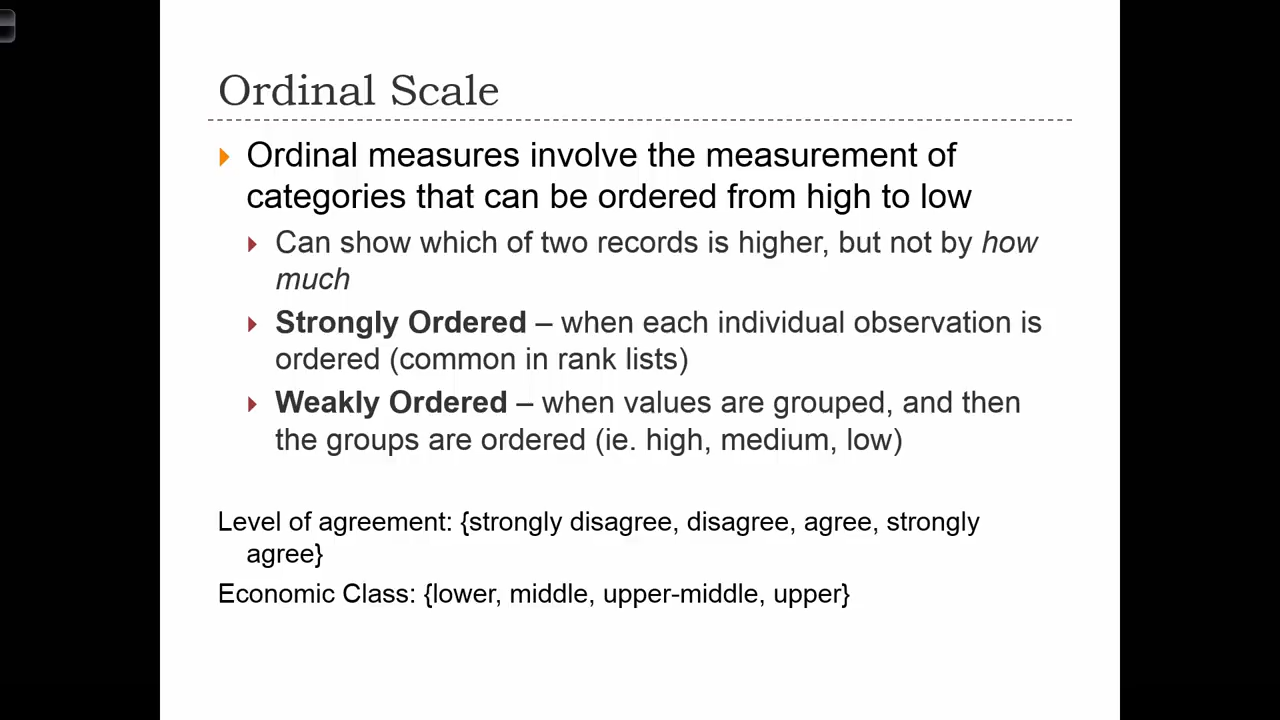 Ordinal Scale
Ordinal measures involve the measurement of
categories that can be ordered from high to low
Can show which of two records is higher, but not by how
much
Strongly Ordered – when each individual observation is
ordered (common in rank lists)
Weakly Ordered – when values are grouped, and then
the groups are ordered (ie. high, medium, low)
Level of agreement: {strongly disagree, disagree, agree, strongly
agree}
Economic Class: {lower, middle, upper-middle, upper}